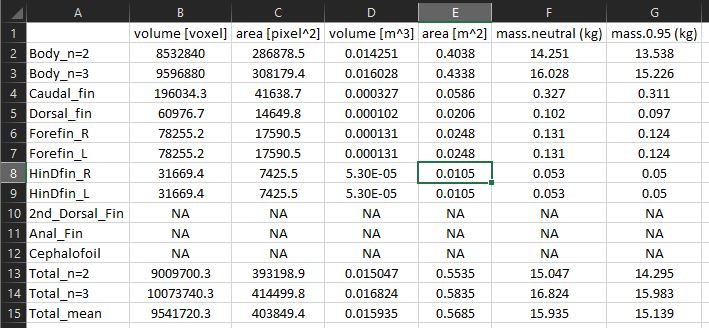 A B C D E F G
1 volume [voxel] area [pixel^2] volume [m^3] area [m^2] mass.neutral (kg) mass.0.95 (kg)
2 Body_n=2 8532840 286878.5 0.014251 0.4038 14.251 13.538
3 Body_n=3 9596880 308179.4 0.016028 0.4338 16.028 15.226
4 Caudal_fin 196034.3 41638.7 0.000327 0.0586 0.327 0.311
5 Dorsal_fin 60976.7 14649.8 0.000102 0.0206 0.102 0.097
6 Forefin_R 78255.2 17590.5 0.000131 0.0248 0.131 0.124
7 Forefin_L 78255.2 17590.5 0.000131 0.0248 0.131 0.124
8 HinDfin_R 31669.4 7425.5 5.30E-05 0.0105 0.053 0.05
9 HinDfin_L 31669.4 7425.5 5.30E-05 0.0105 0.053 0.05
10 2nd_Dorsal_Fin NA NA NA NA NA NA
11 Anal_Fin NA NA NA NA NA NA
12 Cephalofoil NA NA NA NA NA NA
13 Total_n=2 9009700.3 393198.9 0.015047 0.5535 15.047 14.295
14 Total_n=3 10073740.3 414499.8 0.016824 0.5835 16.824 15.983
15 Total_mean 9541720.3 403849.4 0.015935 0.5685 15.935 15.139